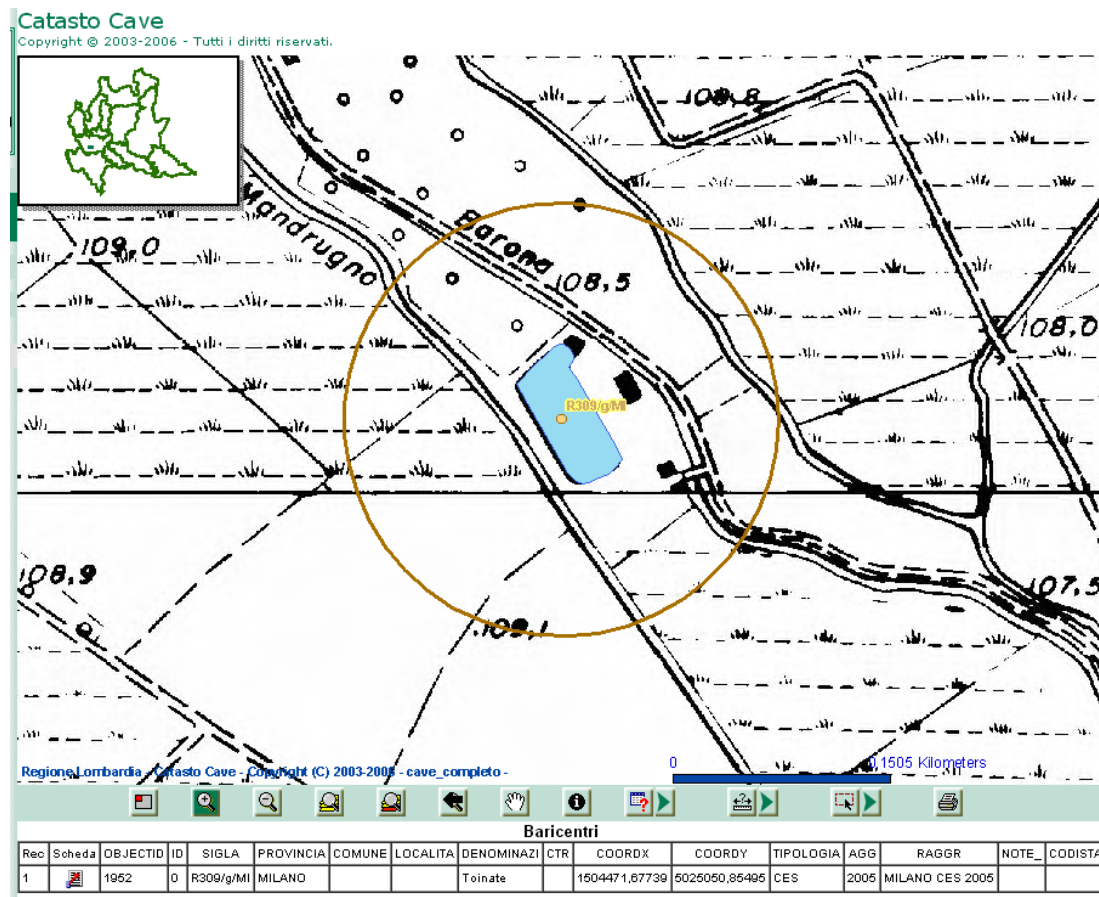 Catasto Cave
Copyright © 2003-2006 - Tutti i diritti riservati.
108,8
Mandrugno
Barona
109,0
108,5
108,0
R309/g/MI
108,9
107,5
109,1
Regione Lombardia - Catasto Cave - Copyright (C) 2003-2006 - cave_completo -
0 0,1505 Kilometers
Baricentri
Rec Scheda OBJECTID ID SIGLA PROVINCIA COMUNE LOCALITA DENOMINAZI CTR COORDX COORDY TIPOLOGIA AGG RAGGR NOTE_ CODISTA
1 1952 0 R309/g/MI MILANO Toinate 1504471,67739 5025050,85495 CES 2005 MILANO CES 2005